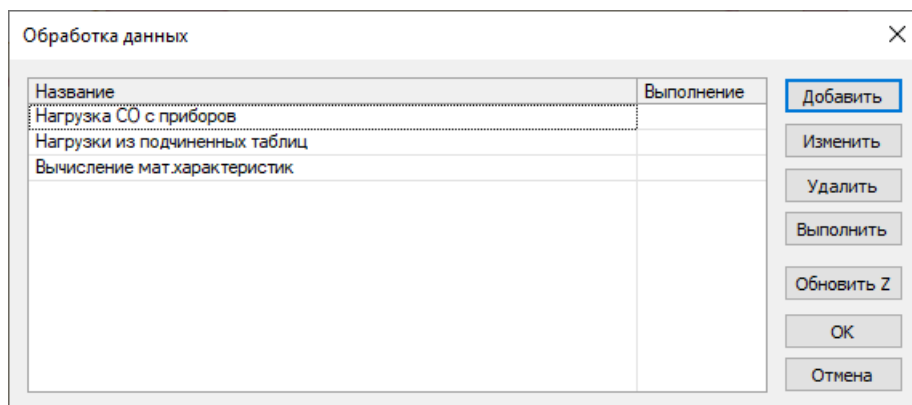 Обработка данных
Название Выполнение
Нагрузка СО с приборов
Нагрузки из подчиненных таблиц
Вычисление мат.характеристик
Добавить
Изменить
Удалить
Выполнить
Обновить Z
OK
Отмена